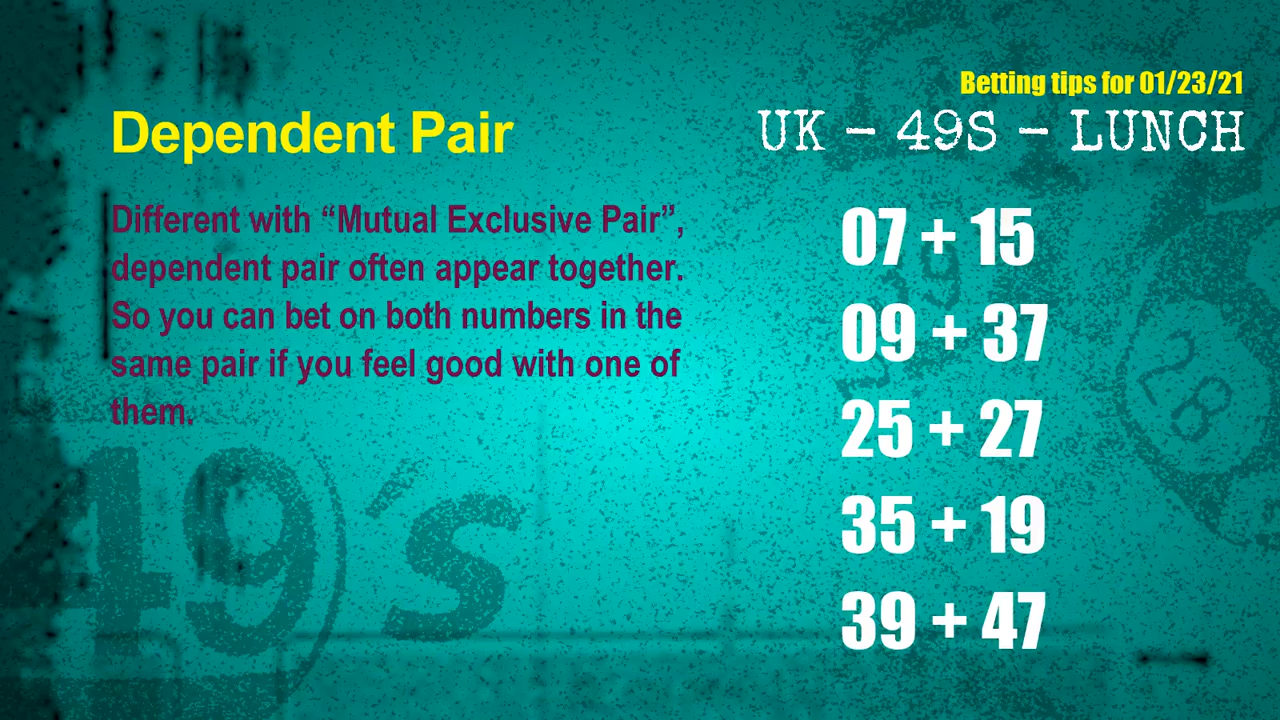 Betting tips for 01/23/21
UK - 49S - LUNCH
Dependent Pair
Different with “Mutual Exclusive Pair”,
dependent pair often appear together.
So you can bet on both numbers in the
same pair if you feel good with one of
them.
07 + 15
09 + 37
25 + 27
35 + 19
39 + 47
39
28
49's